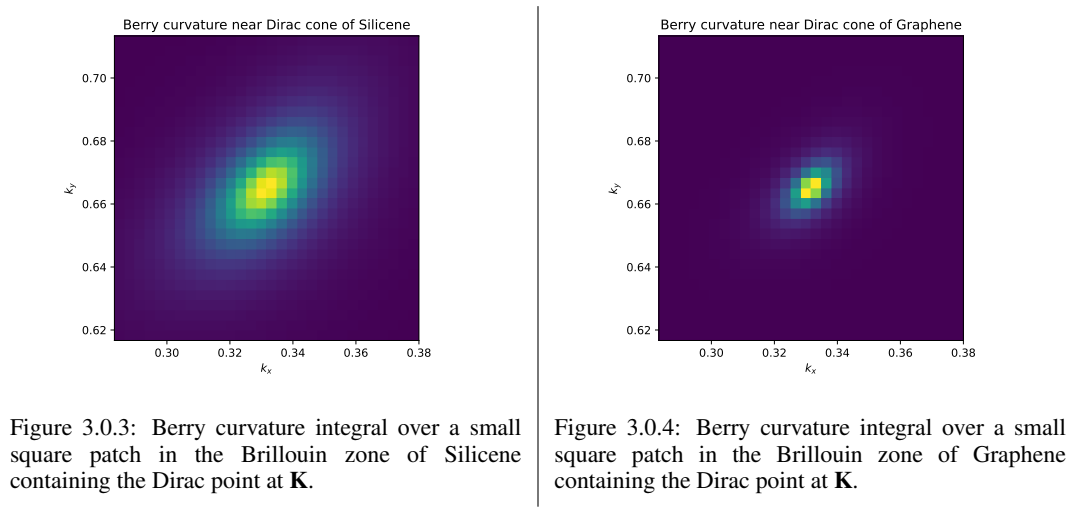 Berry curvature near Dirac cone of Silicene
0.70
0.68
0.66
0.64
0.62
k_y
0.30 0.32 0.34 0.36 0.38
k_x
Figure 3.0.3: Berry curvature integral over a small
square patch in the Brillouin zone of Silicene
containing the Dirac point at K.
Berry curvature near Dirac cone of Graphene
0.70
0.68
0.66
0.64
0.62
k_y
0.30 0.32 0.34 0.36 0.38
k_x
Figure 3.0.4: Berry curvature integral over a small
square patch in the Brillouin zone of Graphene
containing the Dirac point at K.